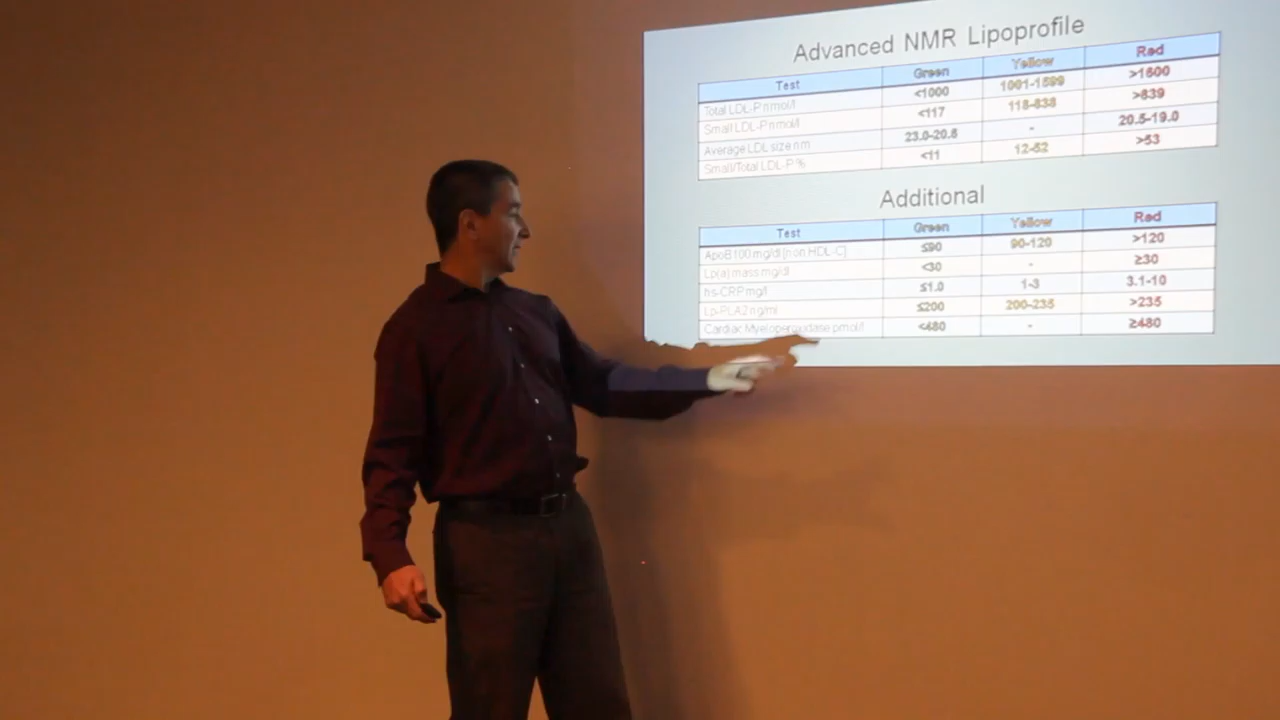 Advanced NMR Lipoprofile
Test Green Yellow Red
Total LDL-P nmol/l <1000 1001-1599 >1600
Small LDL-P nmol/l <117 118-838 >839
Average LDL size nm 23.0-20.6 - 20.5-19.0
Small/Total LDL-P % <11 12-52 >53
Additional
Test Green Yellow Red
ApoB100 mg/dl [non HDL-C] ≤90 90-120 >120
Lp(a) mass mg/dl <30 - ≥30
hs-CRP mg/l ≤1.0 1-3 3.1-10
Lp-PLA2 ng/ml ≤200 200-235 >235
Cardiac Myeloperoxidase pmol/l <480 - ≥480